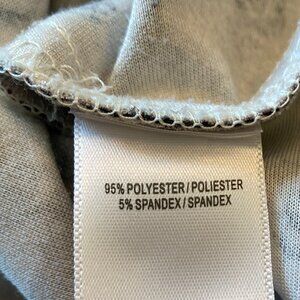 95% POLYESTER / POLIESTER
5% SPANDEX / SPANDEX